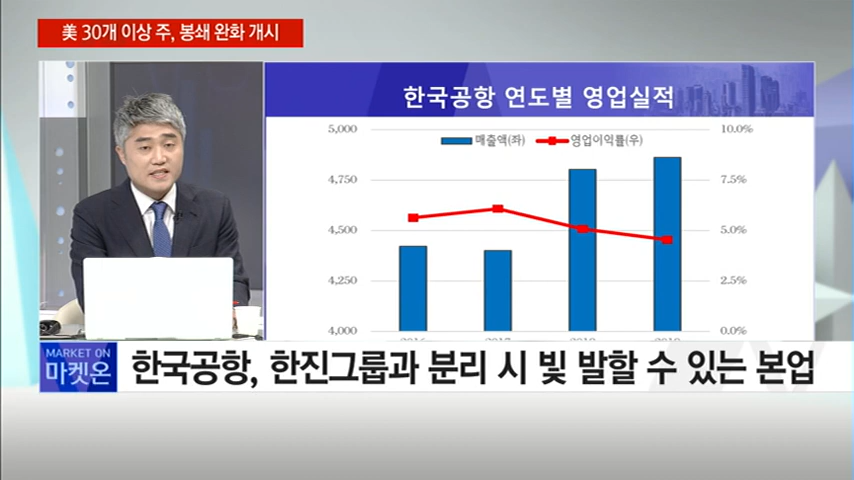 美 30개 이상 주, 봉쇄 완화 개시
한국공항 연도별 영업실적
매출액(좌) 영업이익률(우)
5,000 10.0%
4,750 7.5%
4,500 5.0%
4,250 2.5%
4,000 0.0%
MARKET ON
마켓온
한국공항, 한진그룹과 분리 시 빛 발할 수 있는 본업